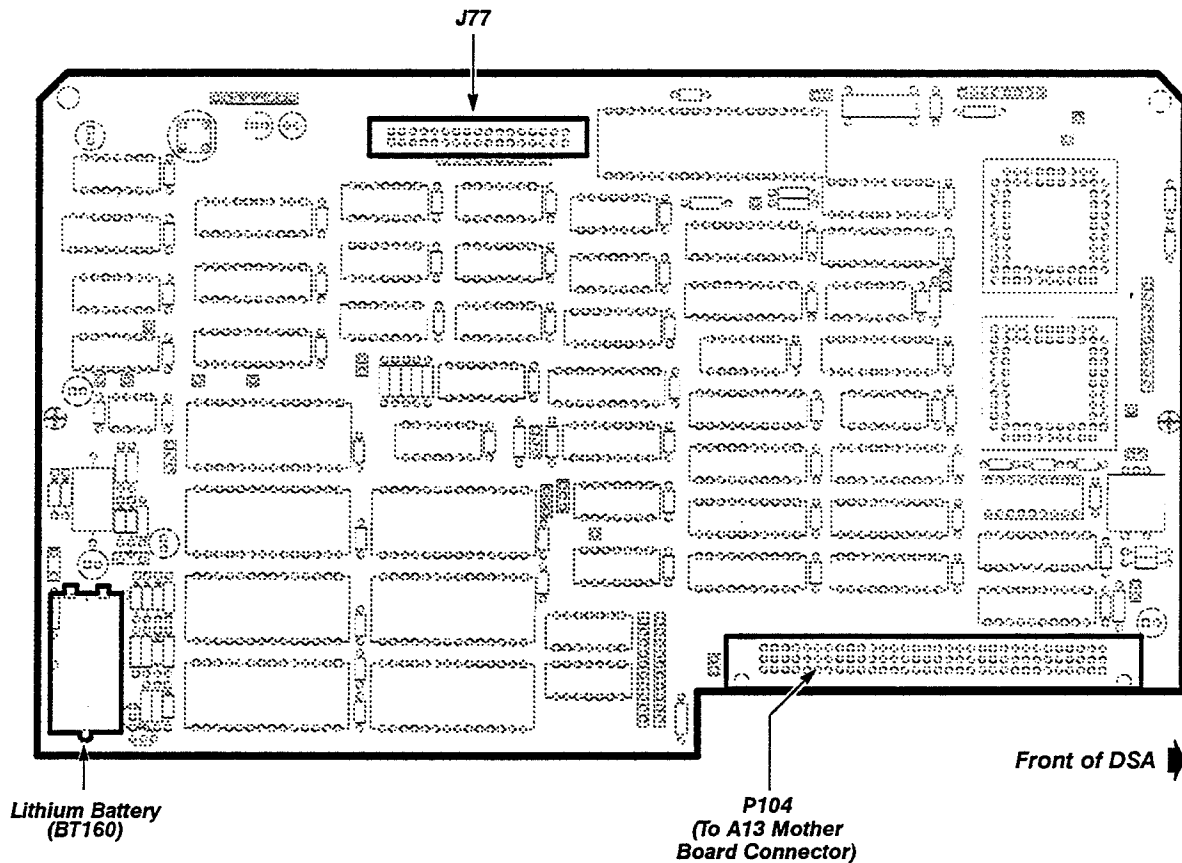 J77
Front of DSA
Lithium Battery
(BT160)
P104
(To A13 Mother
Board Connector)